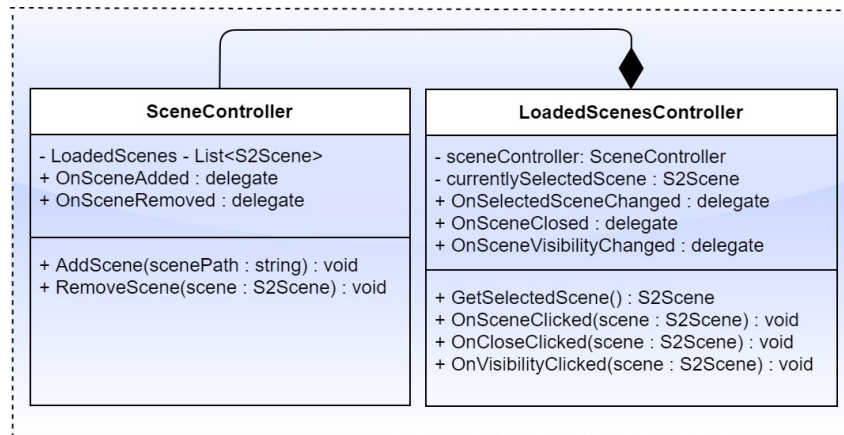 SceneController
- LoadedScenes - List<S2Scene>
+ OnSceneAdded : delegate
+ OnSceneRemoved : delegate
+ AddScene(scenePath : string) : void
+ RemoveScene(scene : S2Scene) : void
LoadedScenesController
- sceneController: SceneController
- currentlySelectedScene : S2Scene
+ OnSelectedSceneChanged : delegate
+ OnSceneClosed : delegate
+ OnSceneVisibilityChanged : delegate
+ GetSelectedScene() : S2Scene
+ OnSceneClicked(scene : S2Scene) : void
+ OnCloseClicked(scene : S2Scene) : void
+ OnVisibilityClicked(scene : S2Scene) : void